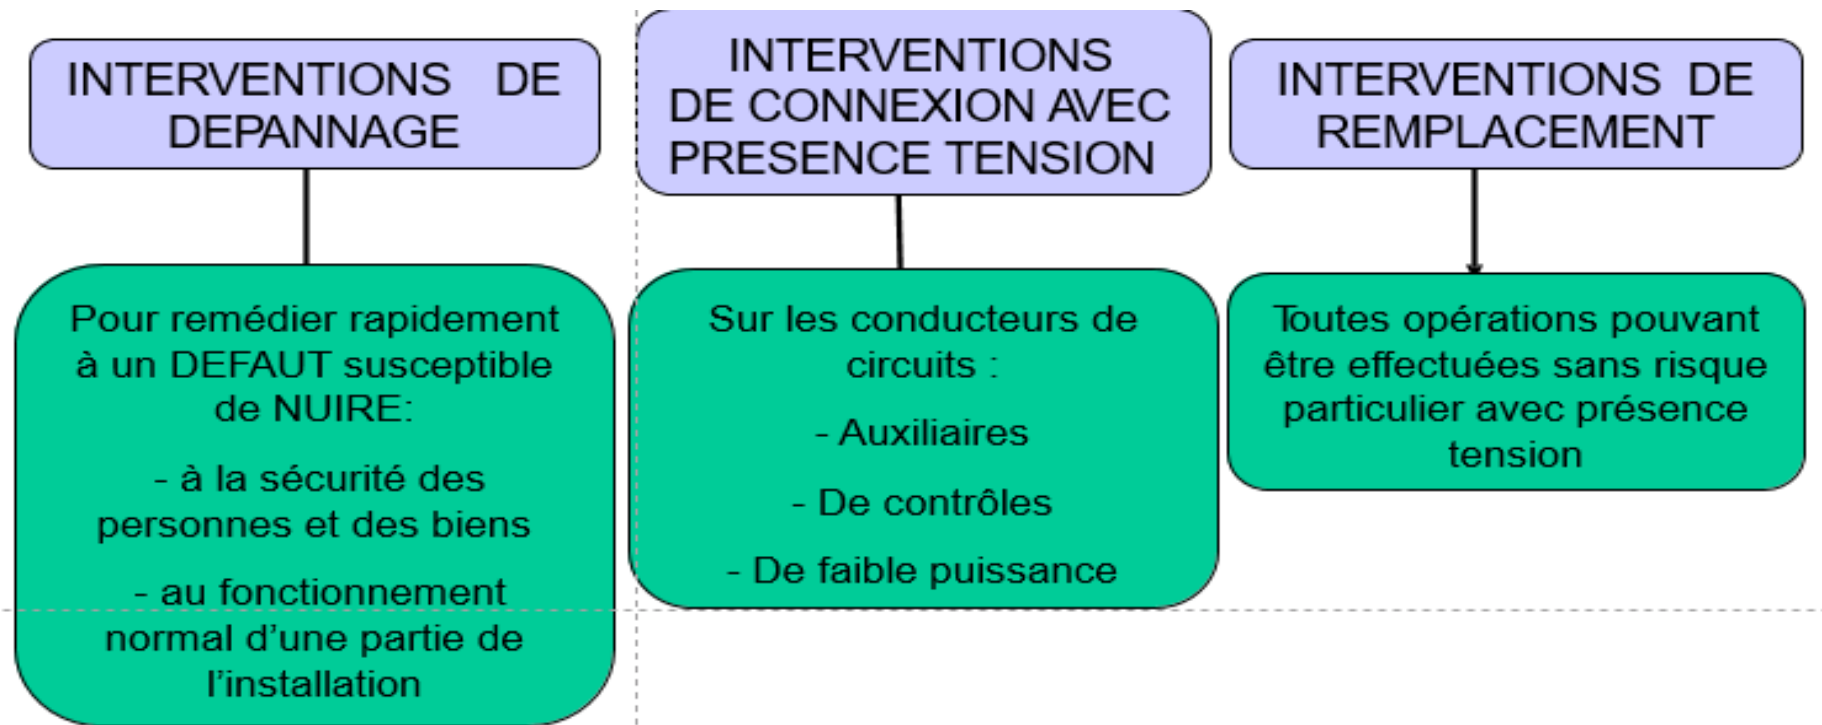 INTERVENTIONS DE
DEPANNAGE
Pour remédier rapidement
à un DEFAUT susceptible
de NUIRE:
- à la sécurité des
personnes et des biens
- au fonctionnement
normal d’une partie de
l’installation
INTERVENTIONS
DE CONNEXION AVEC
PRESENCE TENSION
Sur les conducteurs de
circuits :
- Auxiliaires
- De contrôles
- De faible puissance
INTERVENTIONS DE
REMPLACEMENT
Toutes opérations pouvant
être effectuées sans risque
particulier avec présence
tension